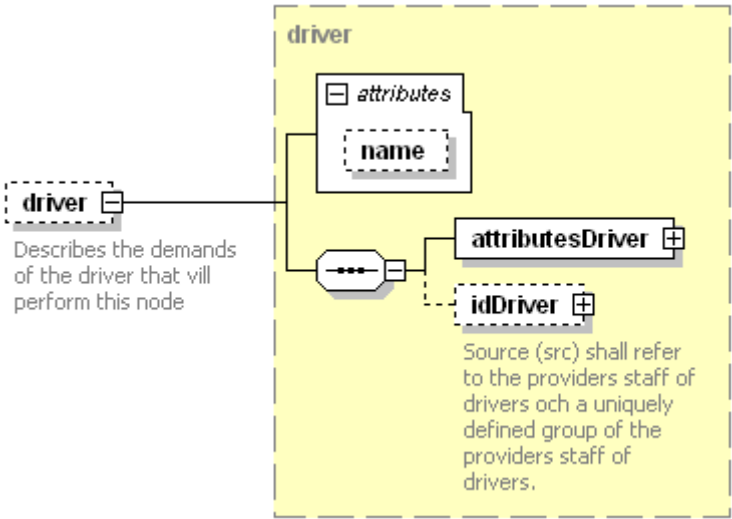 driver
attributes
name
driver
Describes the demands
of the driver that vill
perform this node
attributesDriver
idDriver
Source (src) shall refer
to the providers staff of
drivers och a uniquely
defined group of the
providers staff of
drivers.